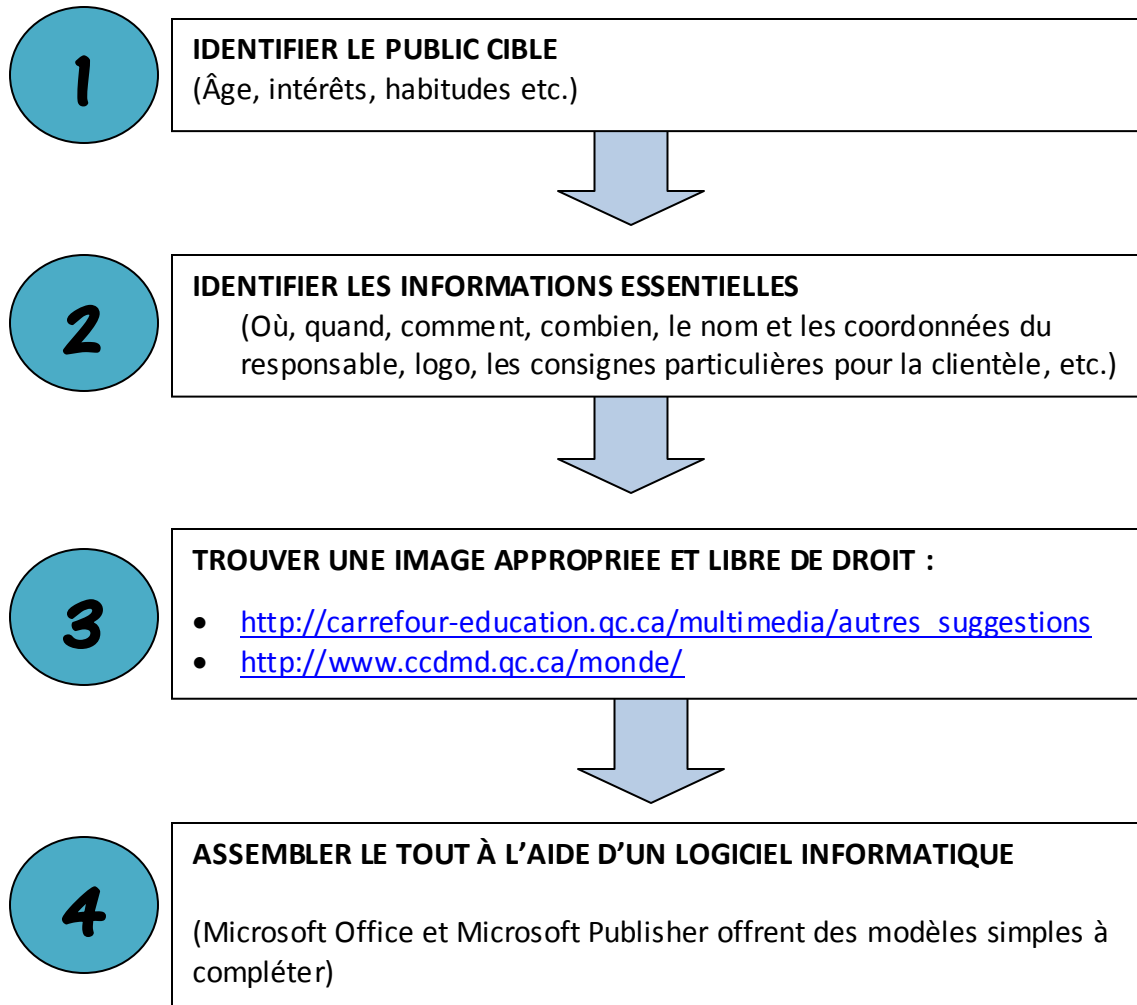 1
IDENTIFIER LE PUBLIC CIBLE
(Âge, intérêts, habitudes etc.)
2
IDENTIFIER LES INFORMATIONS ESSENTIELLES
(Où, quand, comment, combien, le nom et les coordonnées du
responsable, logo, les consignes particulières pour la clientèle, etc.)
3
TROUVER UNE IMAGE APPROPRIEE ET LIBRE DE DROIT :
• http://carrefour-education.qc.ca/multimedia/autres_suggestions
• http://www.ccdmd.qc.ca/monde/
4
ASSEMBLER LE TOUT À L’AIDE D’UN LOGICIEL INFORMATIQUE
(Microsoft Office et Microsoft Publisher offrent des modèles simples à
compléter)